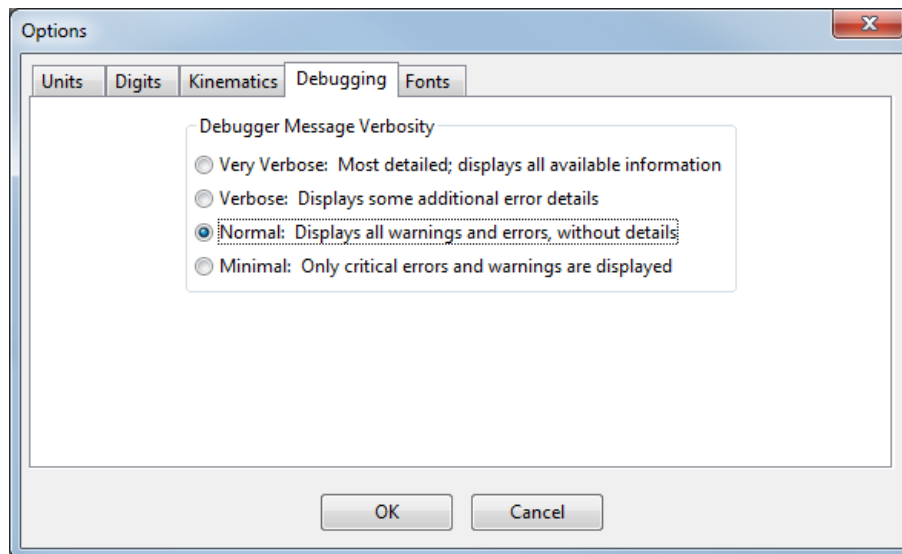 Options
Units Digits Kinematics Debugging Fonts
Debugger Message Verbosity
Very Verbose:  Most detailed; displays all available information
Verbose:  Displays some additional error details
Normal:  Displays all warnings and errors, without details
Minimal:  Only critical errors and warnings are displayed
OK Cancel